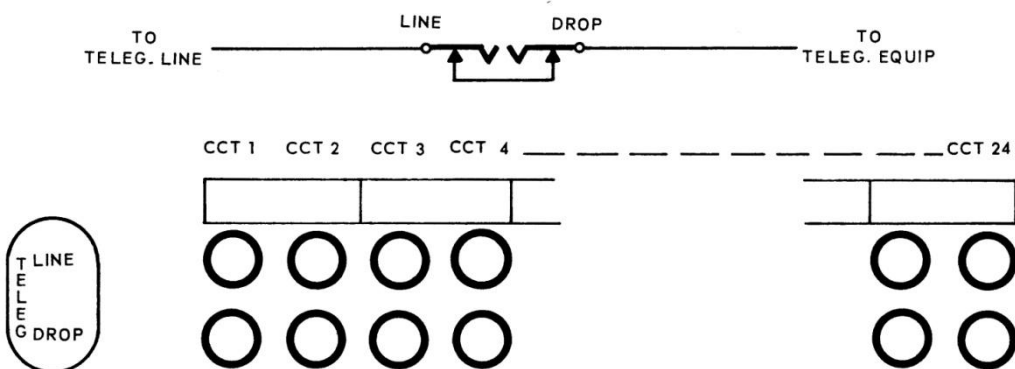 LINE DROP
TO TELEG. LINE
TO TELEG. EQUIP
CCT 1 CCT 2 CCT 3 CCT 4 CCT 24
TELEG
LINE
DROP